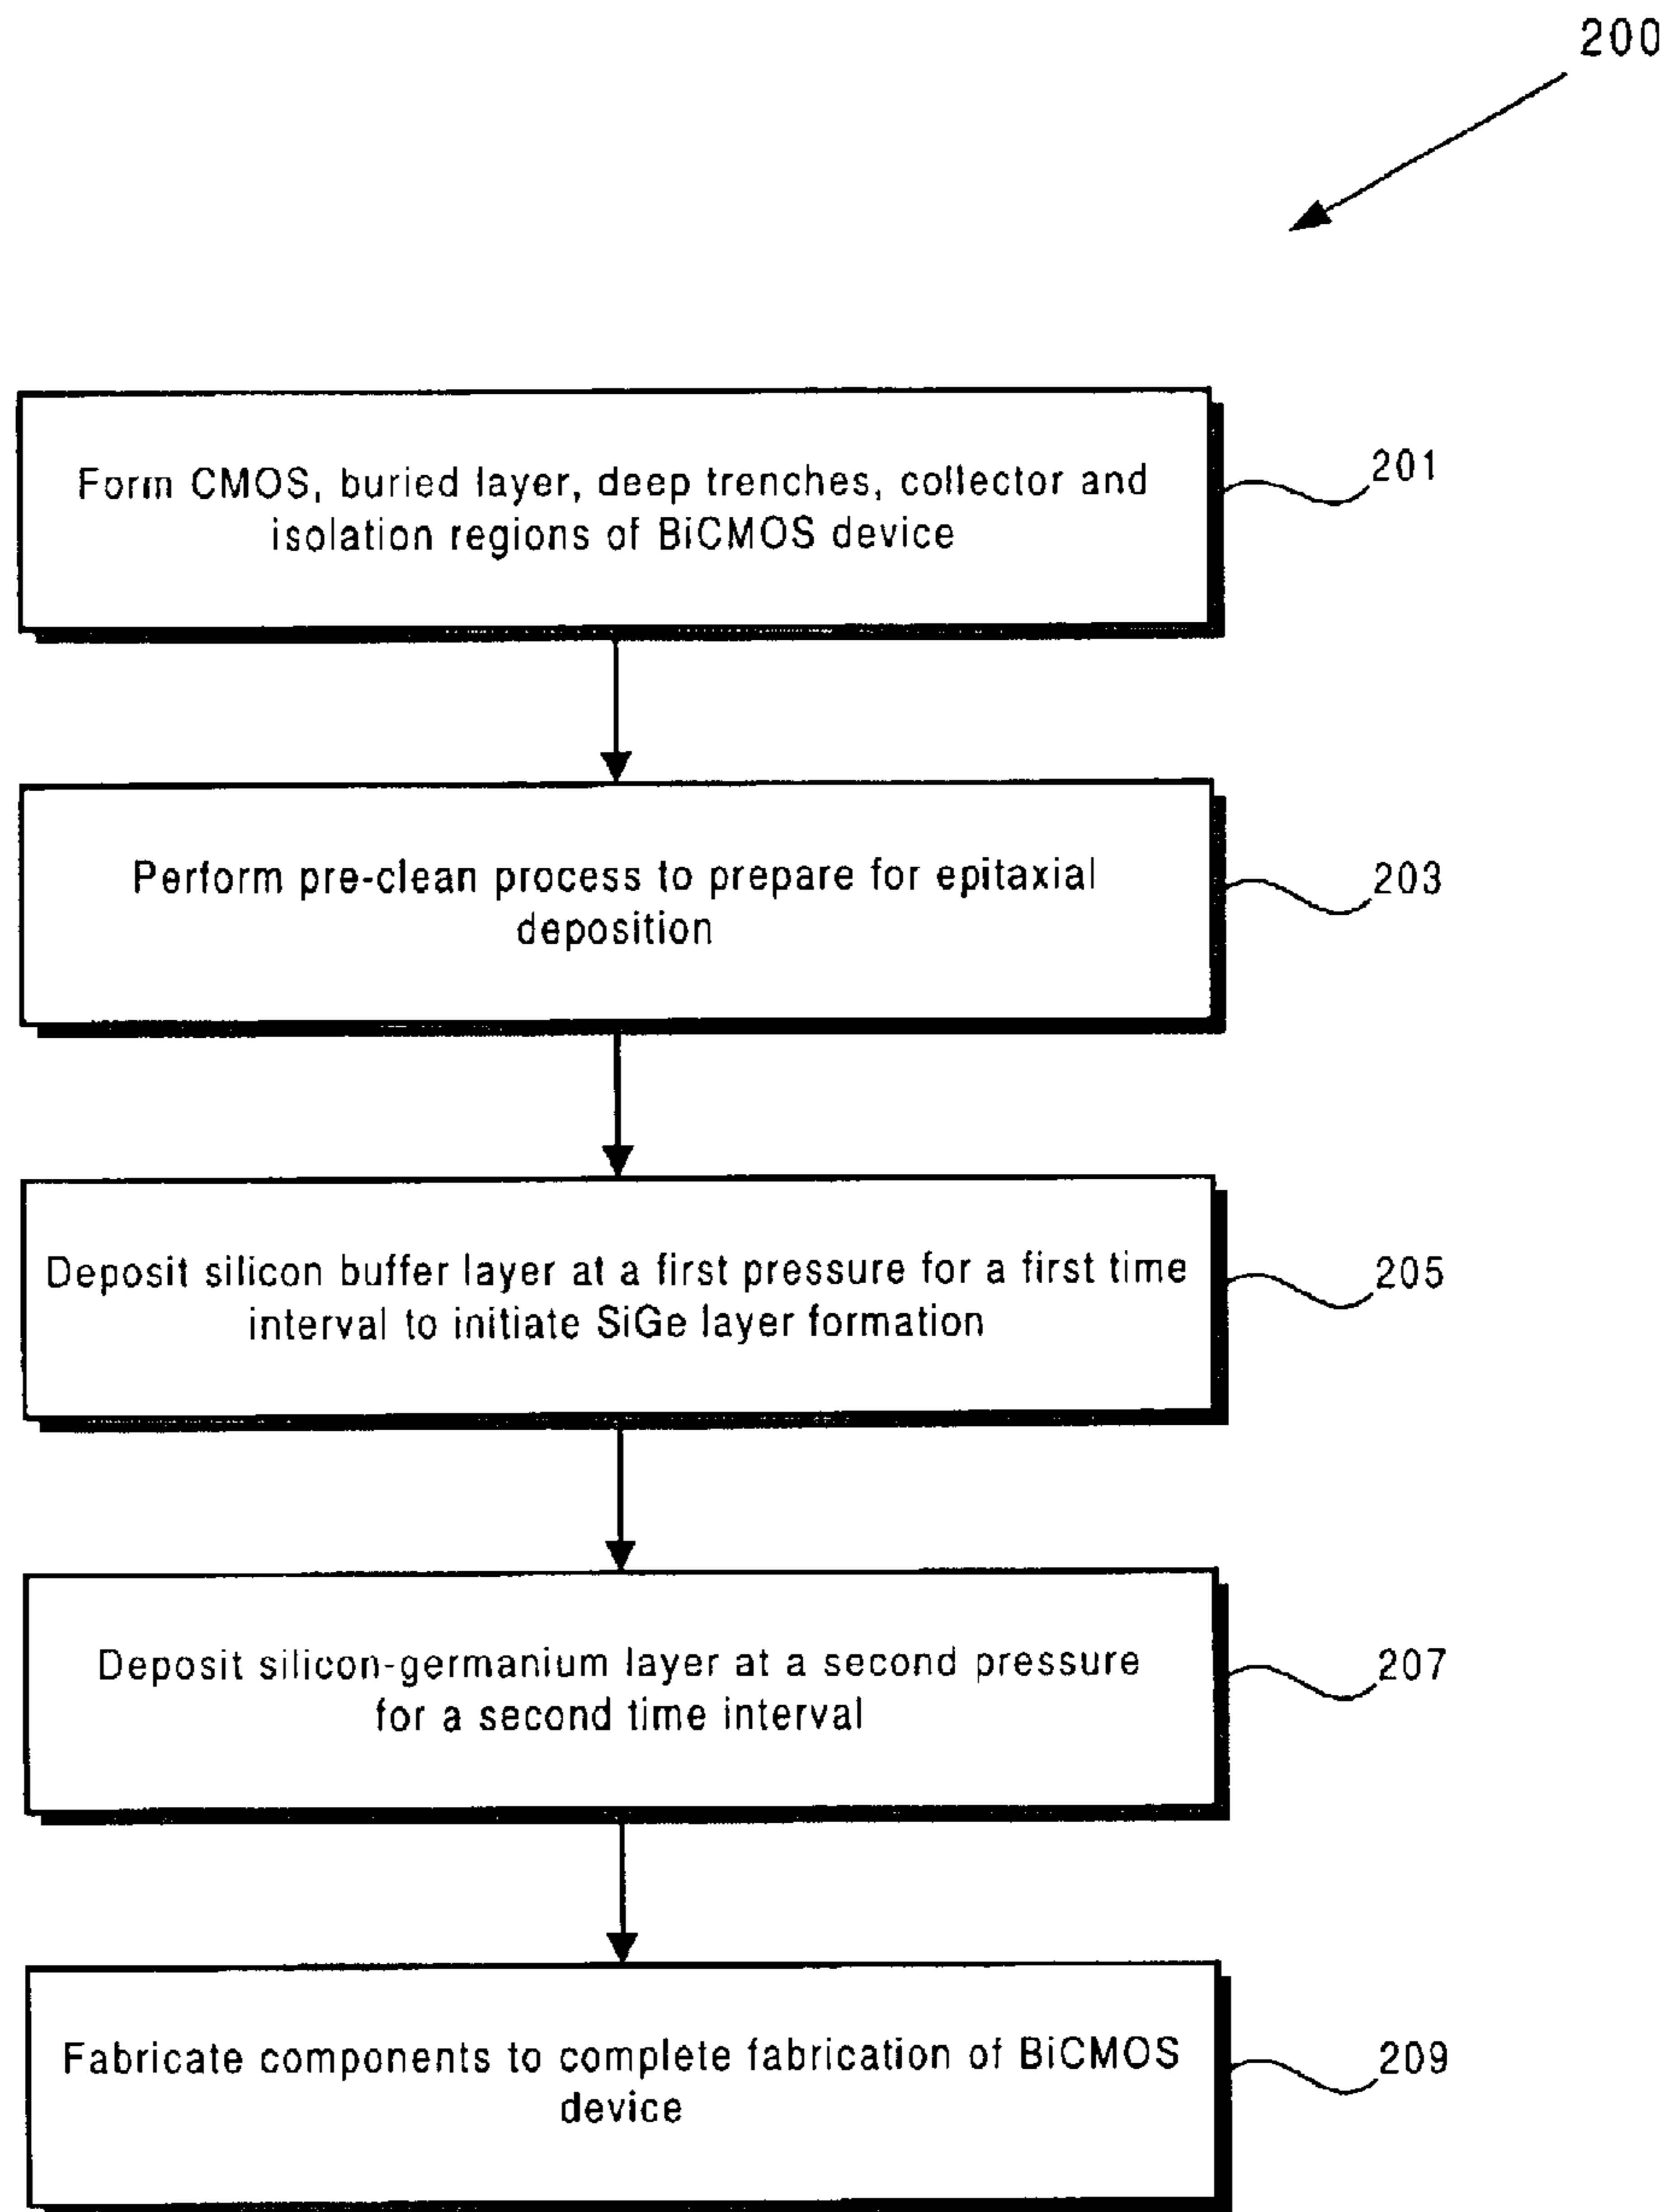 200
Form CMOS, buried layer, deep trenches, collector and
isolation regions of BiCMOS device
201
Perform pre-clean process to prepare for epitaxial
deposition
203
Deposit silicon buffer layer at a first pressure for a first time
interval to initiate SiGe layer formation
205
Deposit silicon-germanium layer at a second pressure
for a second time interval
207
Fabricate components to complete fabrication of BiCMOS
device
209